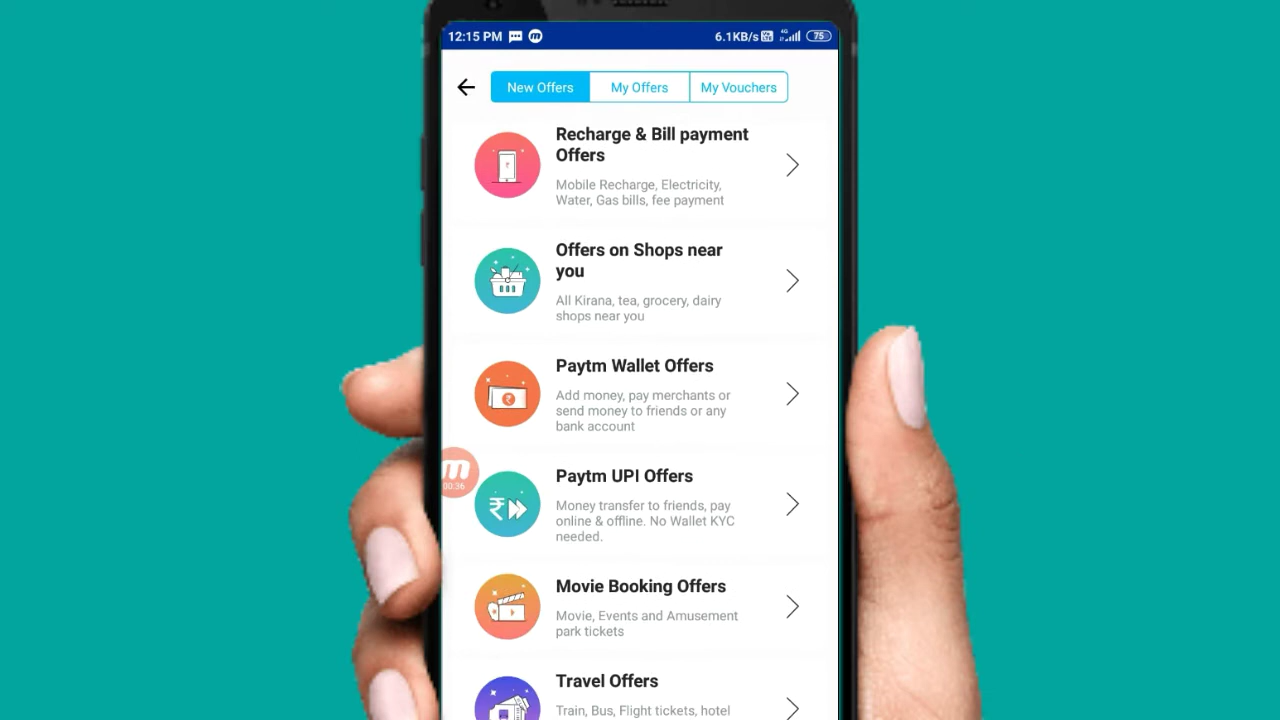 12:15 PM
6.1KB/s
4G
75
New Offers
My Offers
My Vouchers
Recharge & Bill payment
Offers
Mobile Recharge, Electricity,
Water, Gas bills, fee payment
Offers on Shops near
you
All Kirana, tea, grocery, dairy
shops near you
Paytm Wallet Offers
Add money, pay merchants or
send money to friends or any
bank account
m
00:36
Paytm UPI Offers
Money transfer to friends, pay
online & offline. No Wallet KYC
needed.
Movie Booking Offers
Movie, Events and Amusement
park tickets
Travel Offers
Train, Bus, Flight tickets, hotel